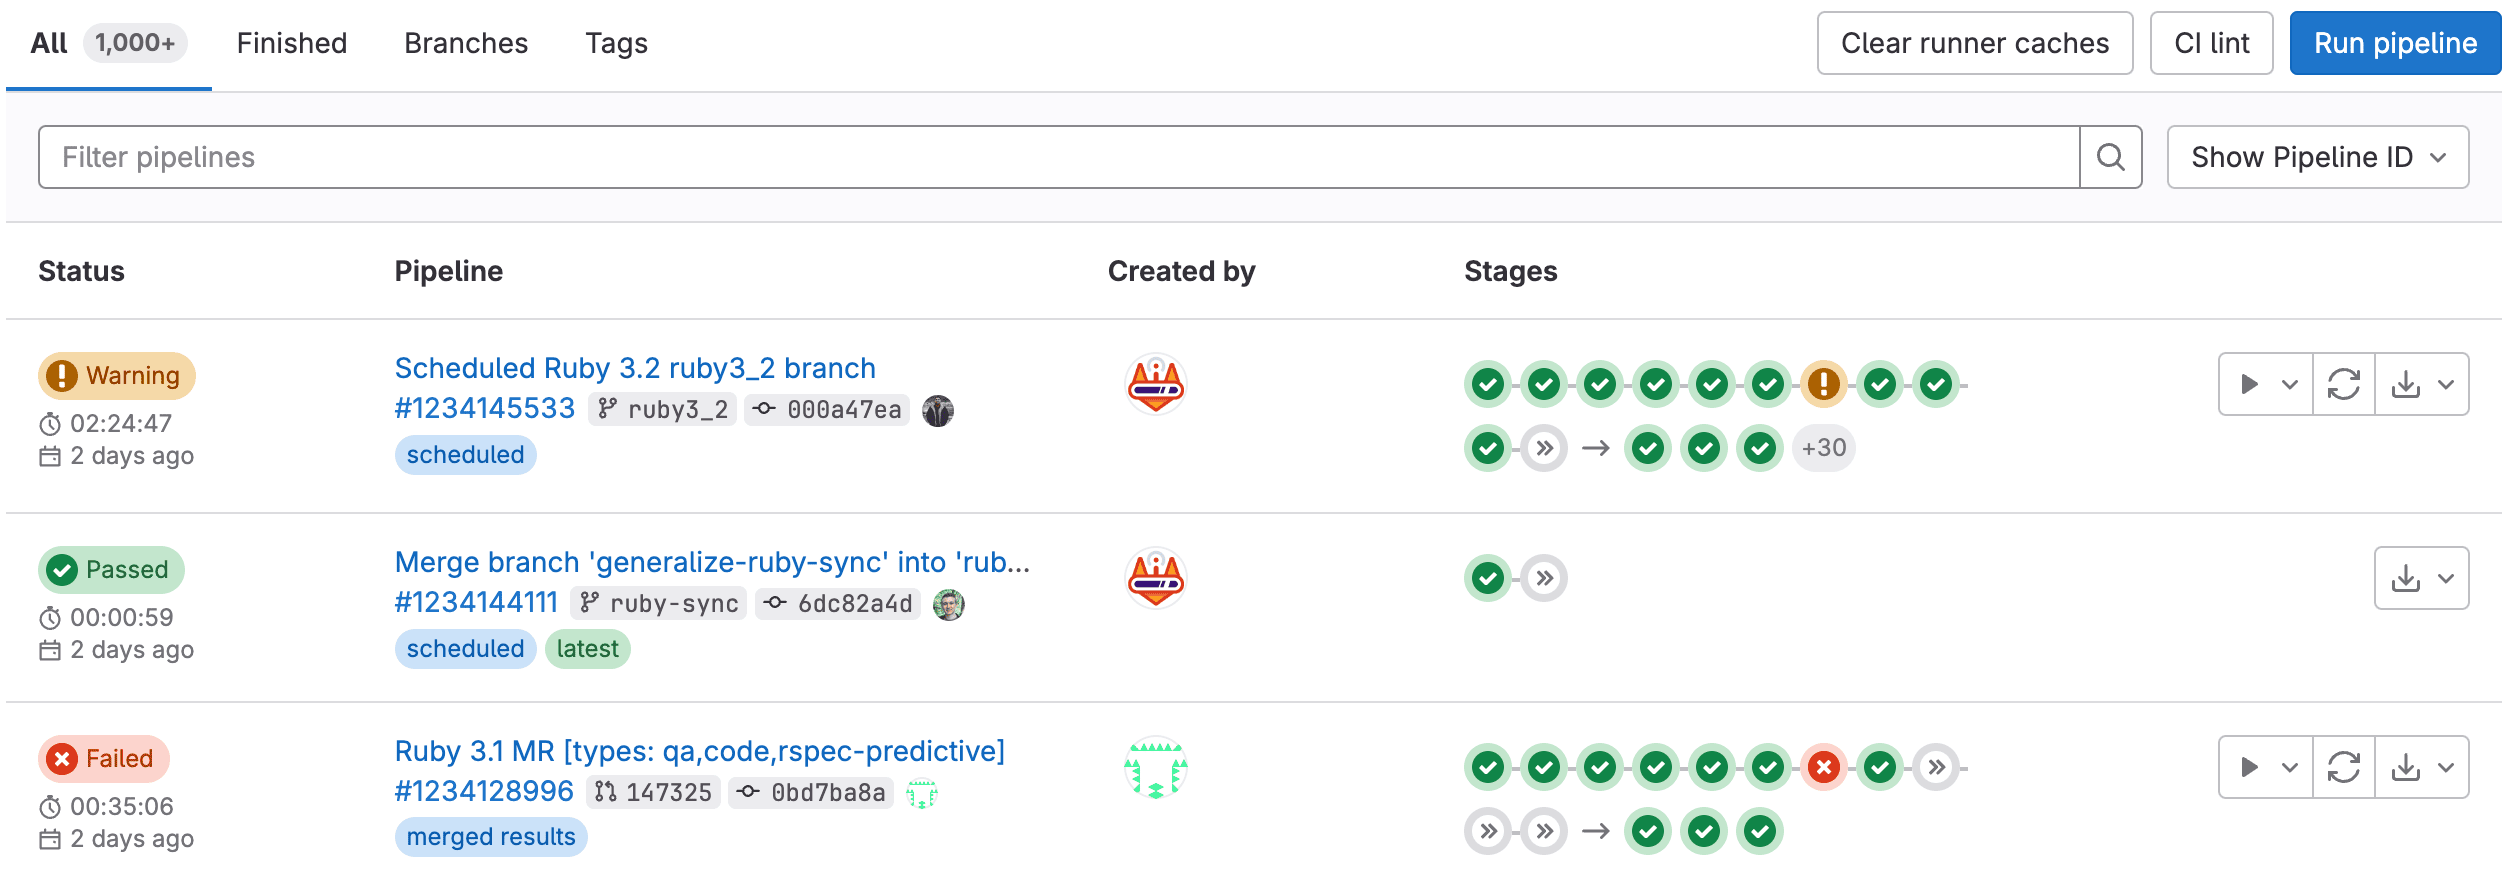 All 1,000+ Finished Branches Tags Clear runner caches CI lint Run pipeline
Filter pipelines Show Pipeline ID
Status Pipeline Created by Stages
Warning
02:24:47
2 days ago
Scheduled Ruby 3.2 ruby3_2 branch
#1234145533 ruby3_2 000a47ea
scheduled
+30
Passed
00:00:59
2 days ago
Merge branch 'generalize-ruby-sync' into 'rub...
#1234144111 ruby-sync 6dc82a4d
scheduled latest
Failed
00:35:06
2 days ago
Ruby 3.1 MR [types: qa,code,rspec-predictive]
#1234128996 147325 0bd7ba8a
merged results